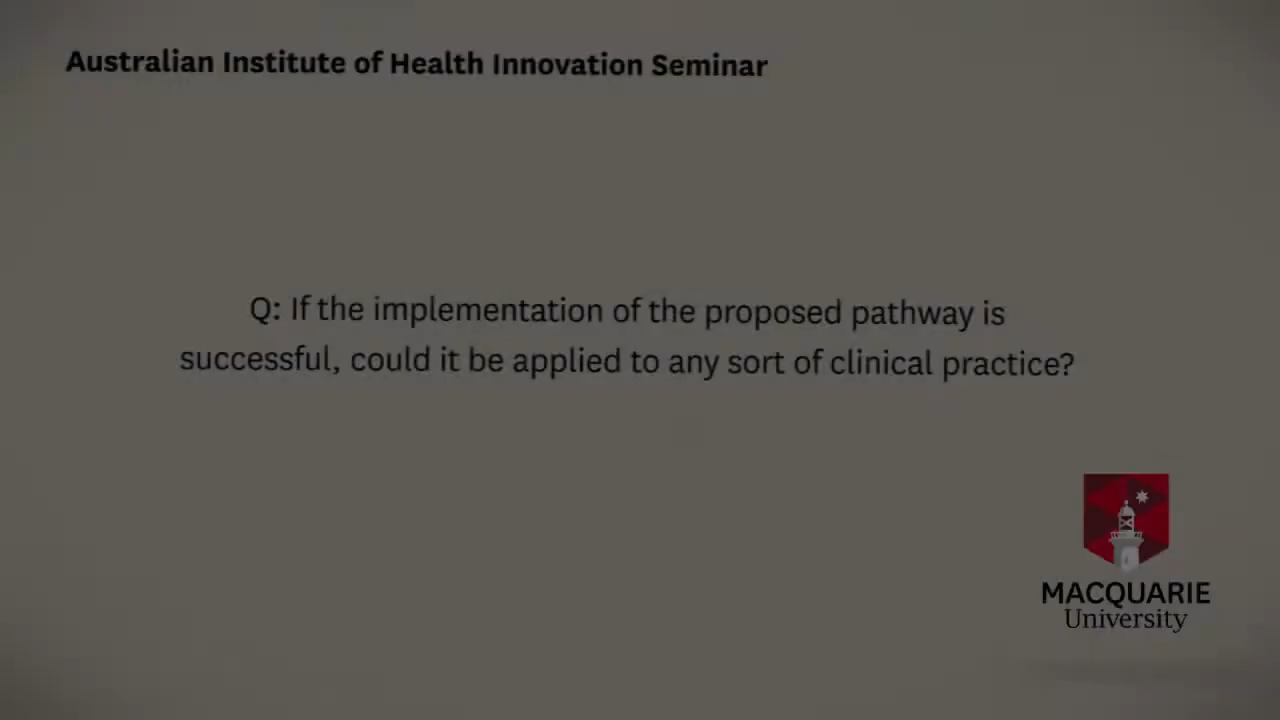 Australian Institute of Health Innovation Seminar
Q: If the implementation of the proposed pathway is
successful, could it be applied to any sort of clinical practice?
MACQUARIE
University